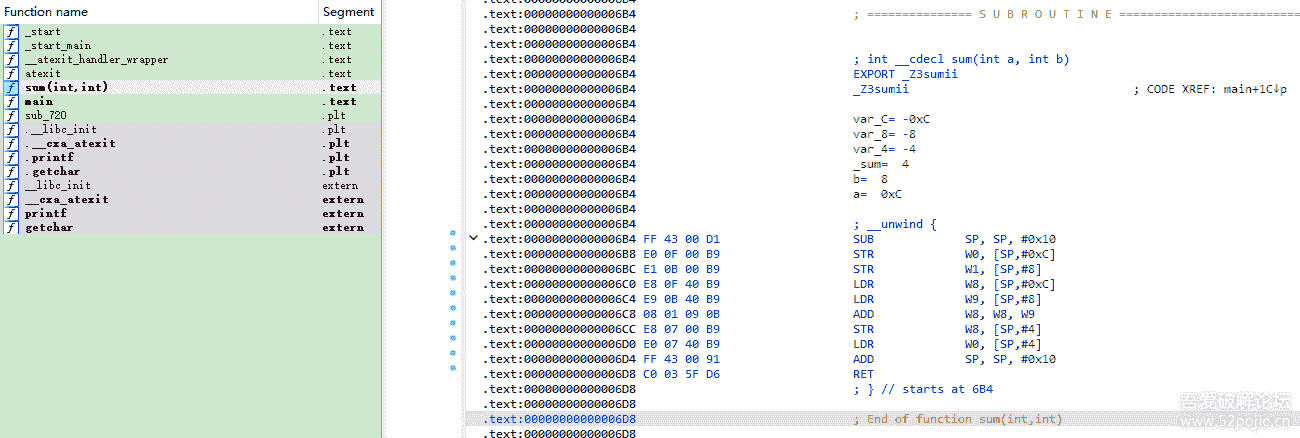 Function name Segment
f _start .text
f _start_main .text
f __atexit_handler_wrapper .text
f atexit .text
f sum(int,int) .text
f main .text
f sub_720 .plt
f .__libc_init .plt
f .__cxa_atexit .plt
f .printf .plt
f .getchar .plt
f __libc_init extern
f __cxa_atexit extern
f printf extern
f getchar extern
.text:00000000000006B4
.text:00000000000006B4 ; =============== S U B R O U T I N E =========================
.text:00000000000006B4
.text:00000000000006B4
.text:00000000000006B4 ; int __cdecl sum(int a, int b)
.text:00000000000006B4 EXPORT _Z3sumii
.text:00000000000006B4 _Z3sumii ; CODE XREF: main+1C↓p
.text:00000000000006B4
.text:00000000000006B4 var_C= -0xC
.text:00000000000006B4 var_8= -8
.text:00000000000006B4 var_4= -4
.text:00000000000006B4 _sum= 4
.text:00000000000006B4 b= 8
.text:00000000000006B4 a= 0xC
.text:00000000000006B4
.text:00000000000006B4 ; __unwind {
.text:00000000000006B4 FF 43 00 D1 SUB SP, SP, #0x10
.text:00000000000006B8 E0 0F 00 B9 STR W0, [SP,#0xC]
.text:00000000000006BC E1 0B 00 B9 STR W1, [SP,#8]
.text:00000000000006C0 E8 0F 40 B9 LDR W8, [SP,#0xC]
.text:00000000000006C4 E9 0B 40 B9 LDR W9, [SP,#8]
.text:00000000000006C8 08 01 09 0B ADD W8, W8, W9
.text:00000000000006CC E8 07 00 B9 STR W8, [SP,#4]
.text:00000000000006D0 E0 07 40 B9 LDR W0, [SP,#4]
.text:00000000000006D4 FF 43 00 91 ADD SP, SP, #0x10
.text:00000000000006D8 C0 03 5F D6 RET
.text:00000000000006D8 ; } // starts at 6B4
.text:00000000000006D8
.text:00000000000006D8 ; End of function sum(int,int)
.text:00000000000006D8
吾爱破解论坛
www.52pojie.cn